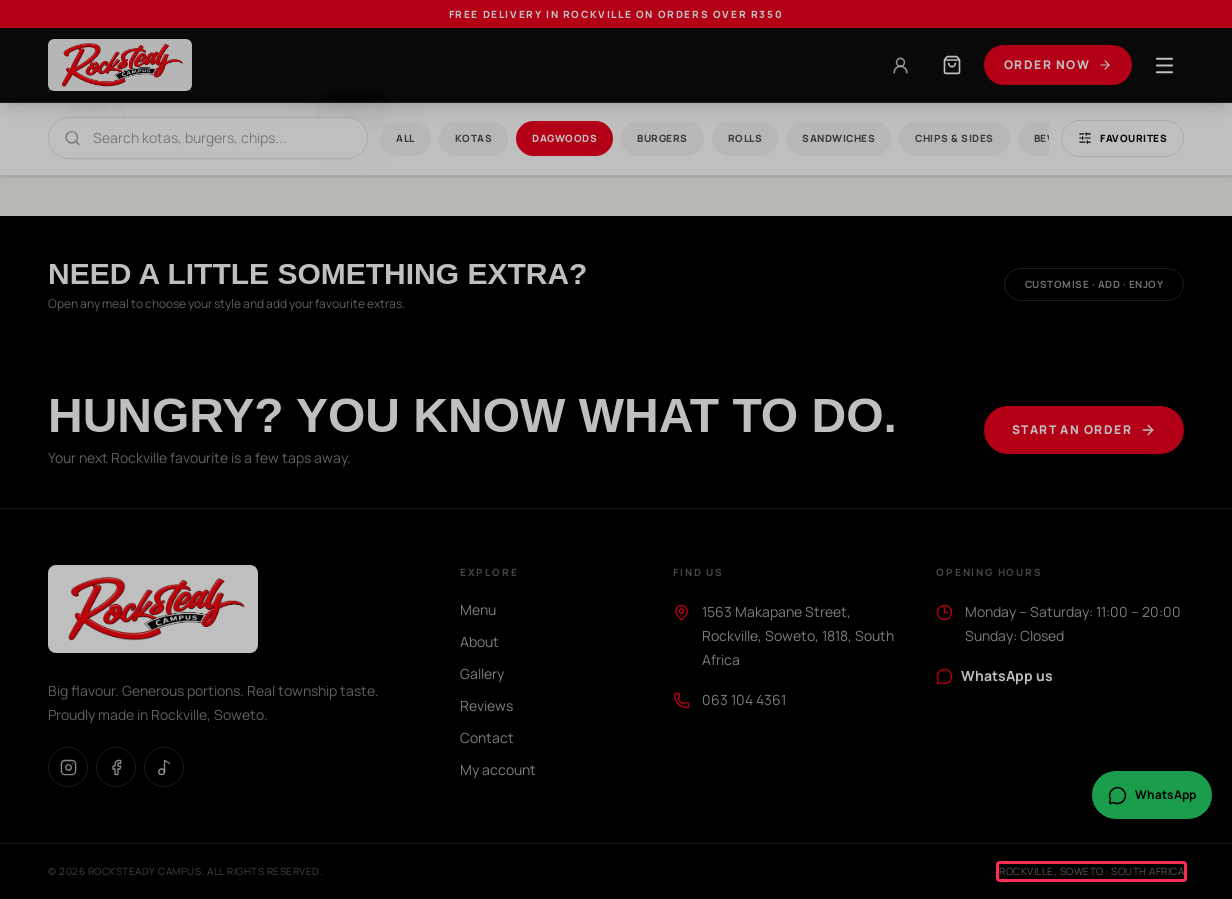 FREE DELIVERY IN ROCKVILLE ON ORDERS OVER R350
Rocksteady
CAMPUS
ORDER NOW
Search kotas, burgers, chips...
ALL
KOTAS
DAGWOODS
BURGERS
ROLLS
SANDWICHES
CHIPS & SIDES
FAVOURITES
NEED A LITTLE SOMETHING EXTRA?
Open any meal to choose your style and add your favourite extras.
CUSTOMISE · ADD · ENJOY
HUNGRY? YOU KNOW WHAT TO DO.
Your next Rockville favourite is a few taps away.
START AN ORDER
Rocksteady
CAMPUS
Big flavour. Generous portions. Real township taste.
Proudly made in Rockville, Soweto.
EXPLORE
Menu
About
Gallery
Reviews
Contact
My account
FIND US
1563 Makapane Street,
Rockville, Soweto, 1818, South
Africa
063 104 4361
OPENING HOURS
Monday – Saturday: 11:00 – 20:00
Sunday: Closed
WhatsApp us
WhatsApp
© 2026 ROCKSTEADY CAMPUS. ALL RIGHTS RESERVED.
ROCKVILLE, SOWETO · SOUTH AFRICA